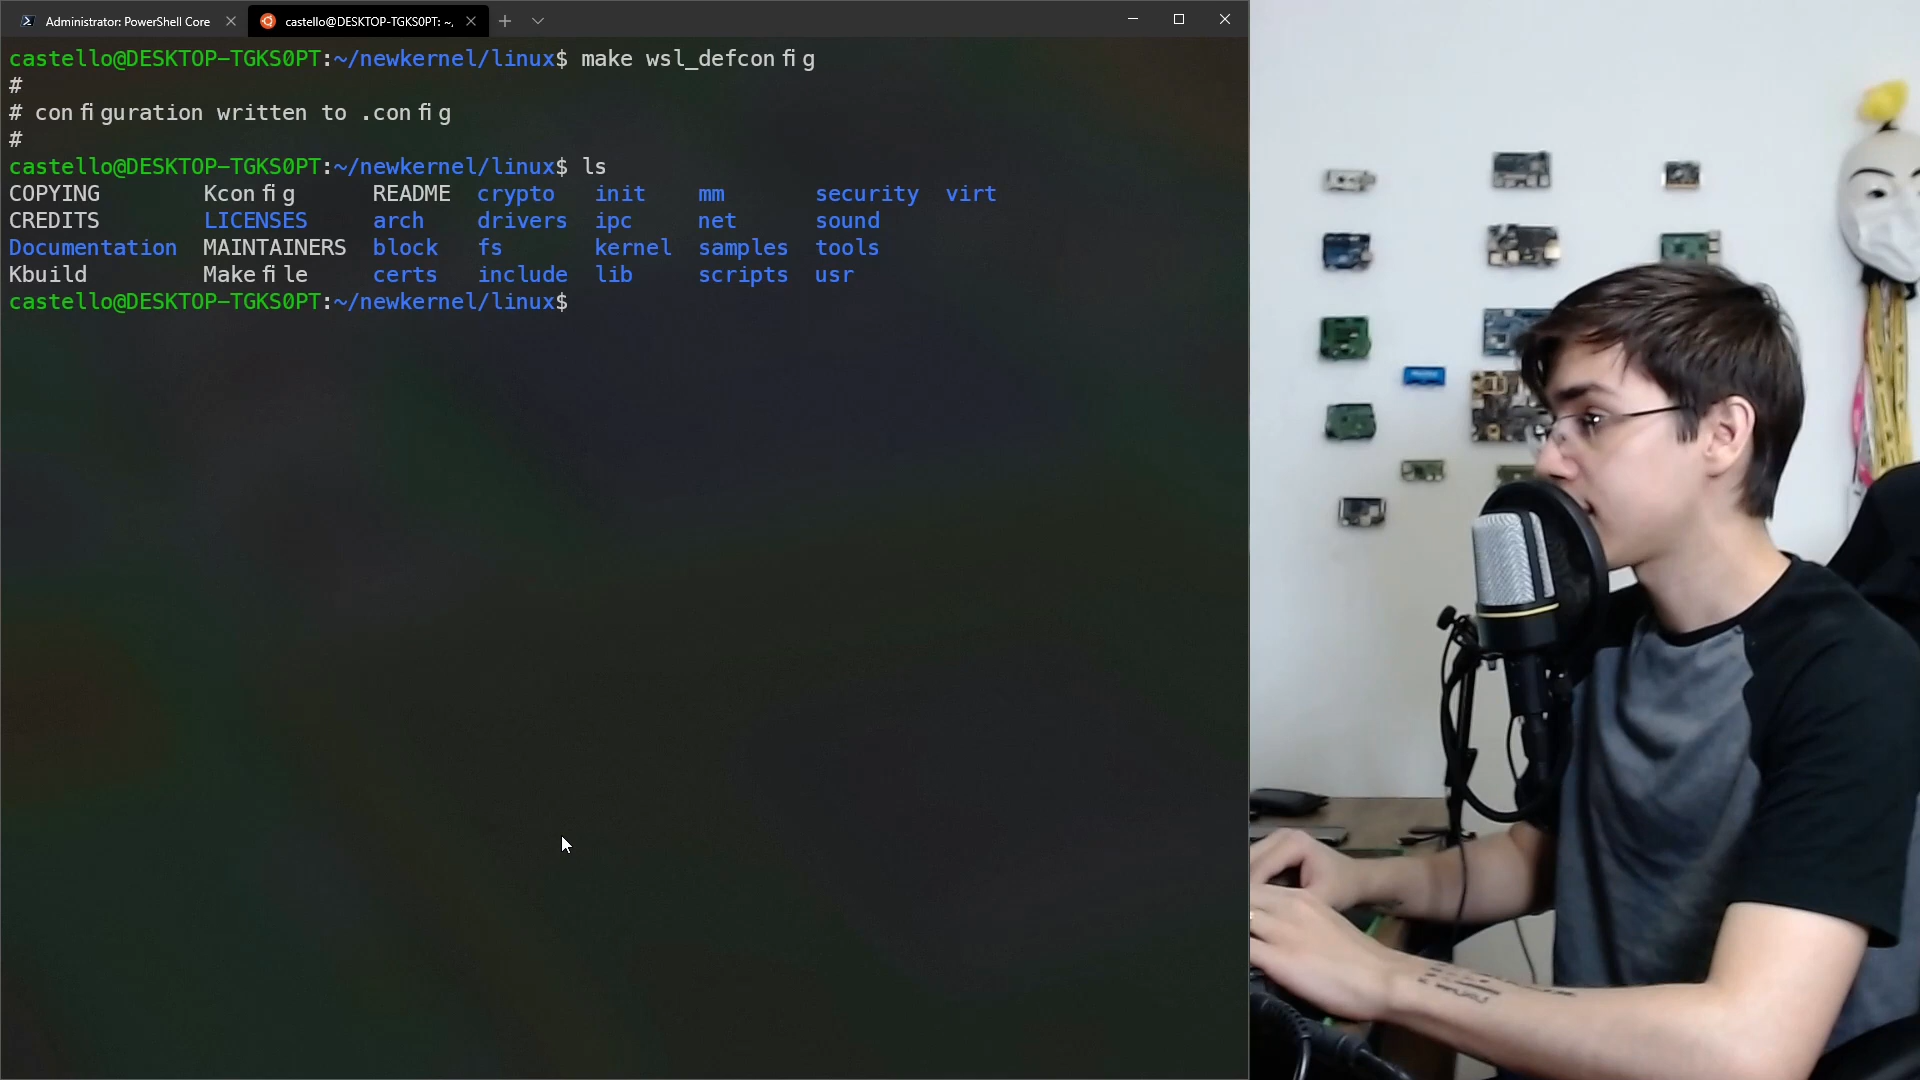 Administrator: PowerShell Core
castello@DESKTOP-TGKS0PT: ~,
castello@DESKTOP-TGKS0PT:~/newkernel/linux$ make wsl_defconfig
#
# configuration written to .config
#
castello@DESKTOP-TGKS0PT:~/newkernel/linux$ ls
COPYING Kconfig README crypto init mm security virt
CREDITS LICENSES arch drivers ipc net sound
Documentation MAINTAINERS block fs kernel samples tools
Kbuild Makefile certs include lib scripts usr
castello@DESKTOP-TGKS0PT:~/newkernel/linux$